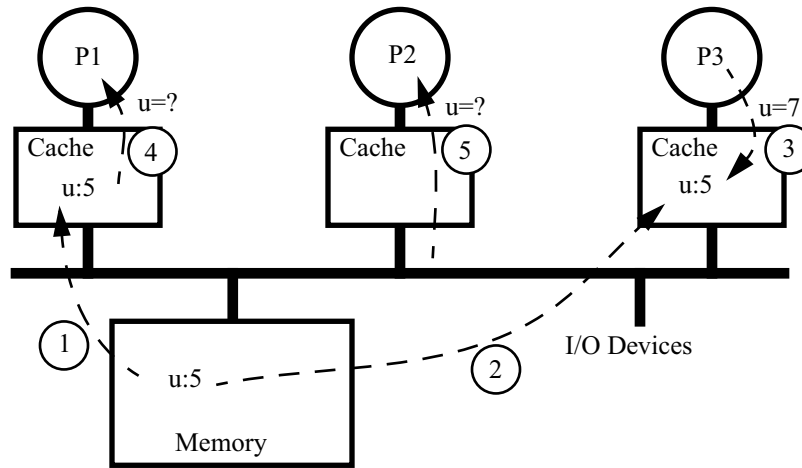 P1
P2
P3
u=?
u=?
u=7
Cache
4
Cache
5
Cache
3
u:5
u:5
1
2
I/O Devices
u:5
Memory